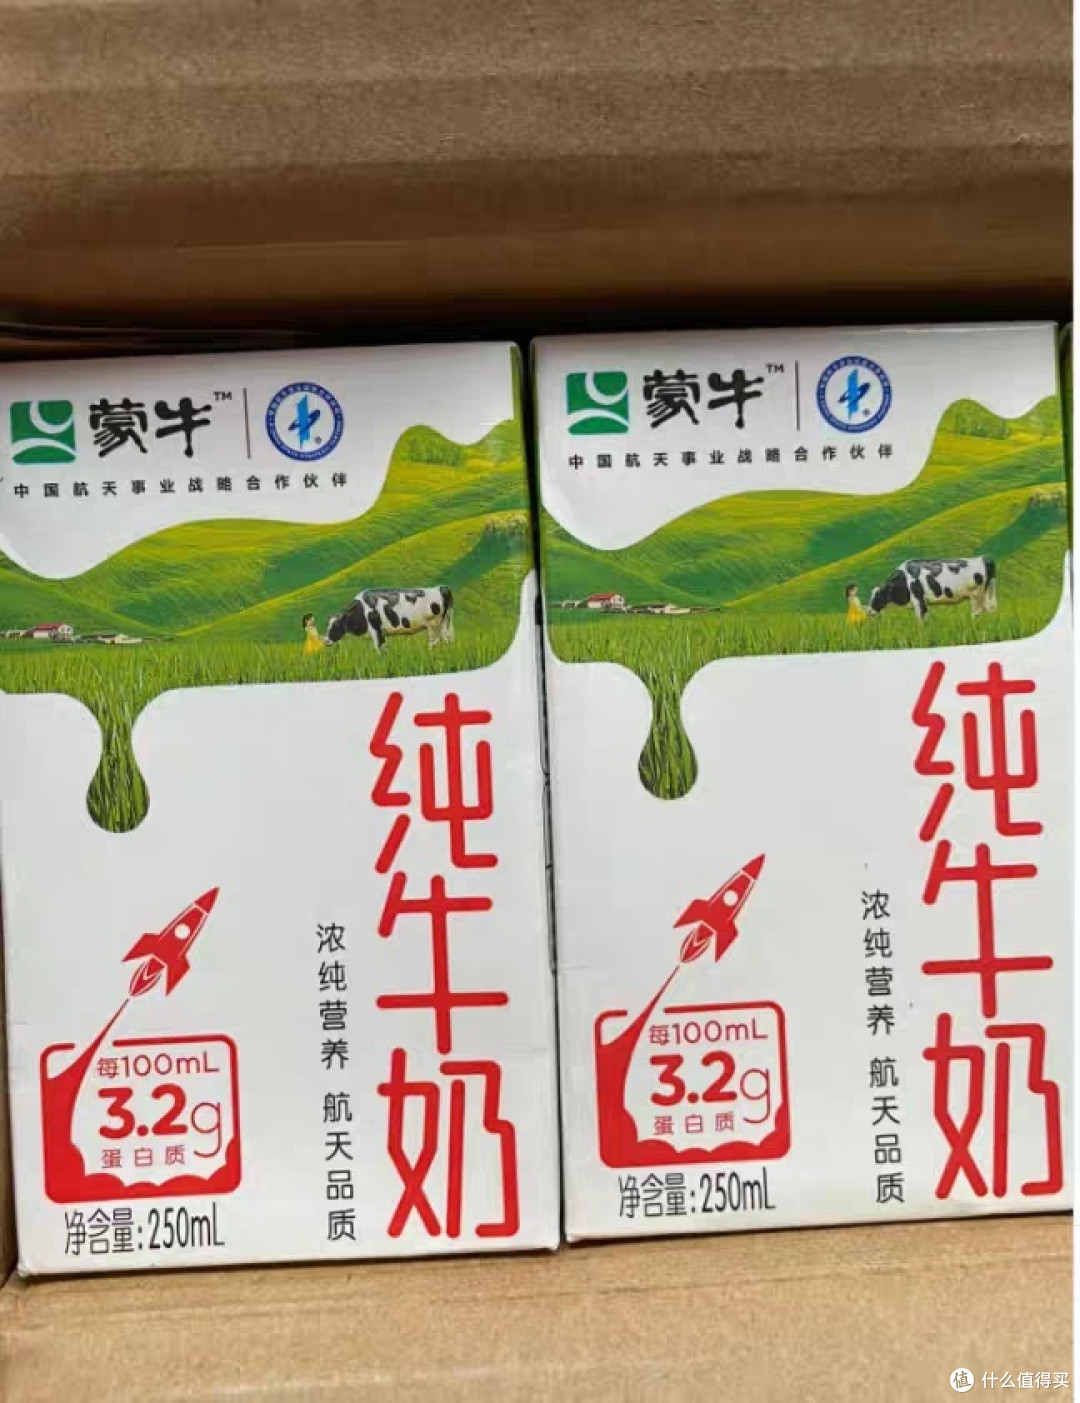 蒙牛™
中国航天事业战略合作伙伴
纯牛奶
浓纯营养 航天品质
每100mL
3.2g
蛋白质
净含量:250mL
蒙牛™
中国航天事业战略合作伙伴
纯牛奶
浓纯营养 航天品质
每100mL
3.2g
蛋白质
净含量:250mL
值 什么值得买